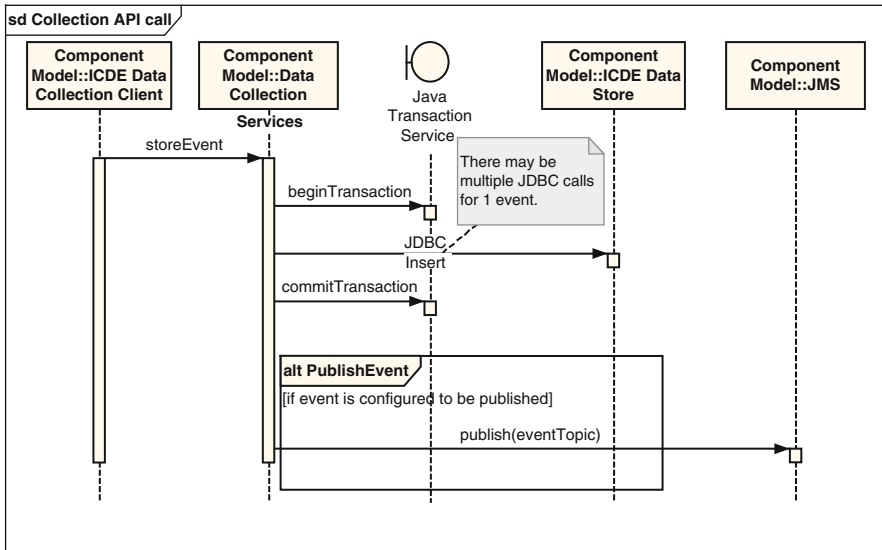 sd Collection API call
Component
Model::ICDE Data
Collection Client
Component
Model::Data
Collection
Services
Java
Transaction
Service
Component
Model::ICDE Data
Store
Component
Model::JMS
storeEvent
There may be
multiple JDBC calls
for 1 event.
beginTransaction
JDBC
Insert
commitTransaction
alt PublishEvent
[if event is configured to be published]
publish(eventTopic)